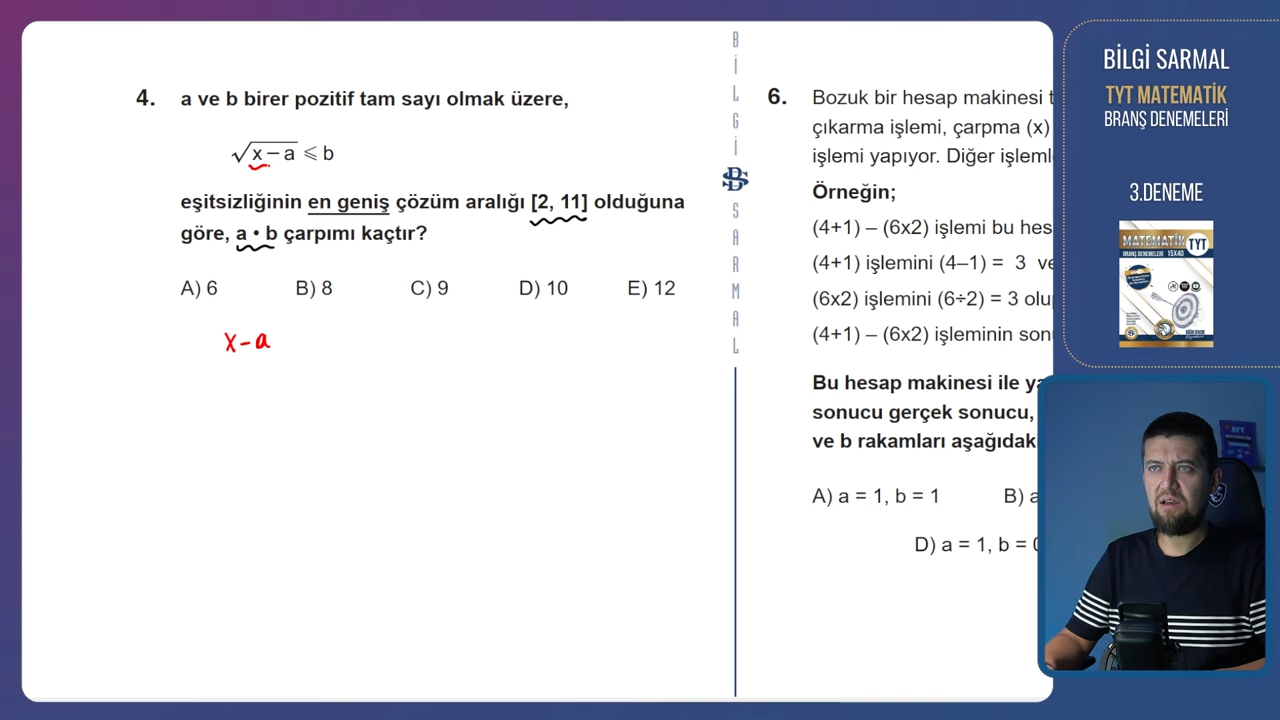 4. a ve b birer pozitif tam sayı olmak üzere,
√x – a ⩽ b
eşitsizliğinin en geniş çözüm aralığı [2, 11] olduğuna
göre, a • b çarpımı kaçtır?
A) 6 B) 8 C) 9 D) 10 E) 12
x – a
BİLGİ
SARMAL
6. Bozuk bir hesap makinesi t
çıkarma işlemi, çarpma (x)
işlemi yapıyor. Diğer işleml
Örneğin;
(4+1) – (6x2) işlemi bu hes
(4+1) işlemini (4–1) = 3 ve
(6x2) işlemini (6÷2) = 3 olu
(4+1) – (6x2) işleminin son
Bu hesap makinesi ile ya
sonucu gerçek sonucu,
ve b rakamları aşağıdak
A) a = 1, b = 1 B) a
D) a = 1, b = 0
BİLGİ SARMAL
TYT MATEMATİK
BRANŞ DENEMELERİ
3.DENEME
MATEMATİK TYT
BRANŞ DENEMELERİ 15X40
AYT